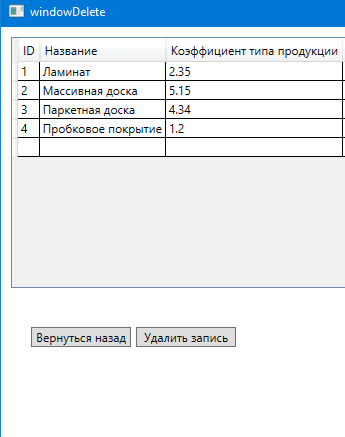 windowDelete
ID Название Коэффициент типа продукции
1 Ламинат 2.35
2 Массивная доска 5.15
3 Паркетная доска 4.34
4 Пробковое покрытие 1.2
Вернуться назад Удалить запись